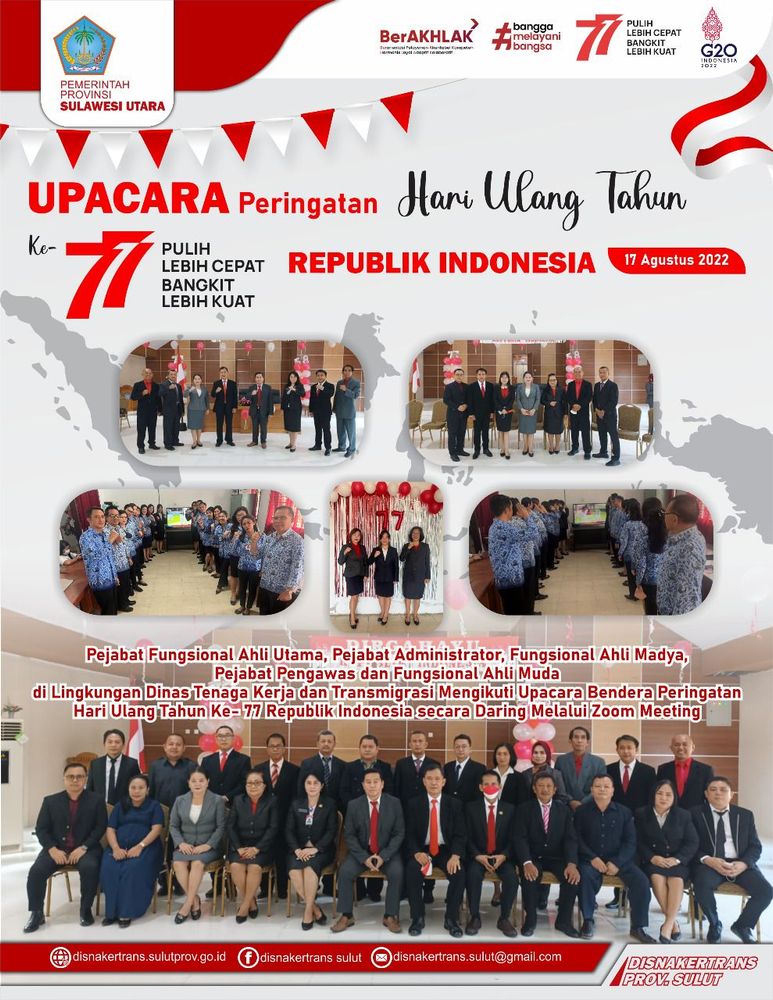 PEMERINTAH
PROVINSI
SULAWESI UTARA
BerAKHLAK
#bangga
melayani
bangsa
77 PULIH
LEBIH CEPAT
BANGKIT
LEBIH KUAT
G20
INDONESIA
2022
UPACARA Peringatan Hari Ulang Tahun
Ke-77 PULIH
LEBIH CEPAT
BANGKIT
LEBIH KUAT
REPUBLIK INDONESIA 17 Agustus 2022
77
DIRGAHAYU
Pejabat Fungsional Ahli Utama, Pejabat Administrator, Fungsional Ahli Madya,
Pejabat Pengawas dan Fungsional Ahli Muda
di Lingkungan Dinas Tenaga Kerja dan Transmigrasi Mengikuti Upacara Bendera Peringatan
Hari Ulang Tahun Ke- 77 Republik Indonesia secara Daring Melalui Zoom Meeting
disnakertrans.sulutprov.go.id disnakertrans sulut disnakertrans.sulut@gmail.com
DISNAKERTRANS
PROV. SULUT